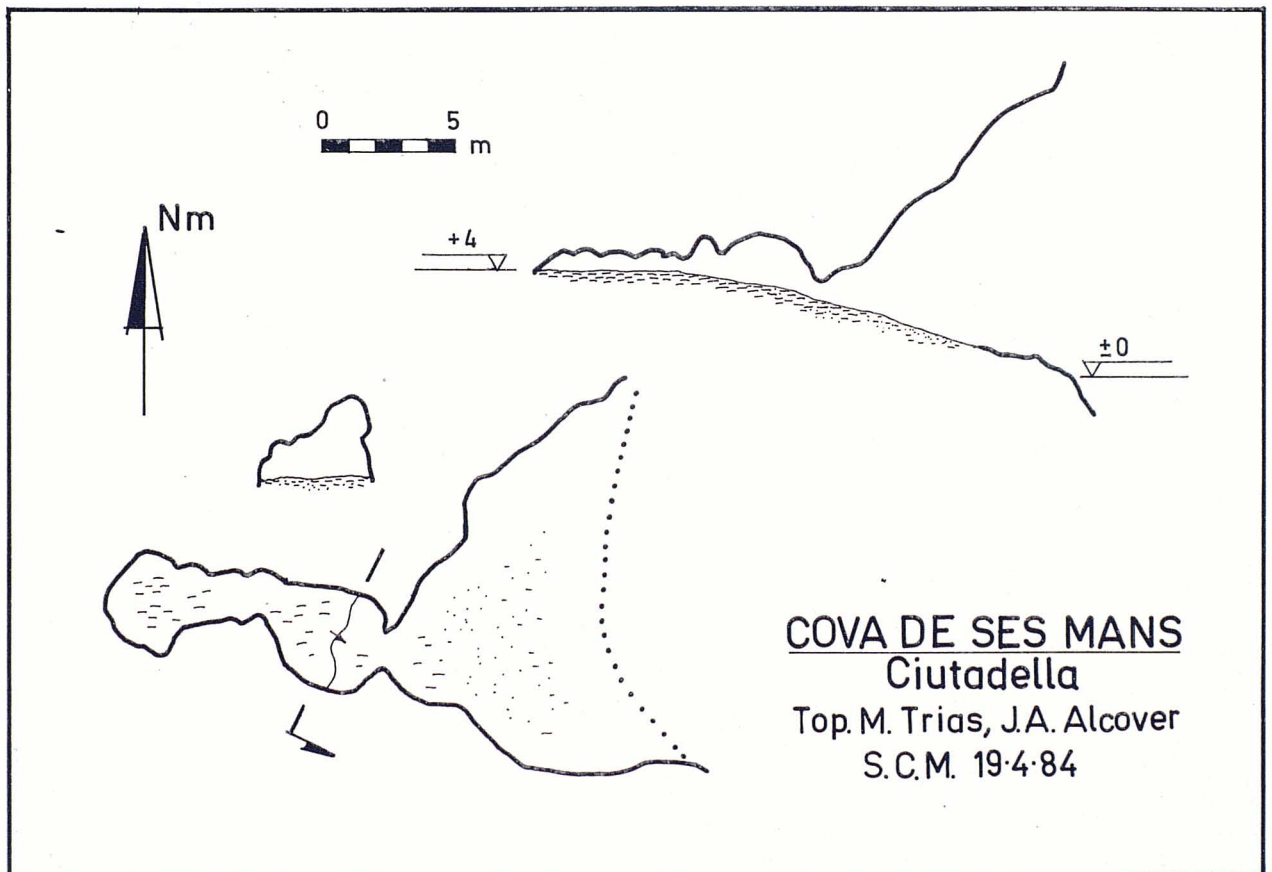 0 5
m
Nm
+4
±0
COVA DE SES MANS
Ciutadella
Top. M. Trias, J.A. Alcover
S.C.M. 19·4·84